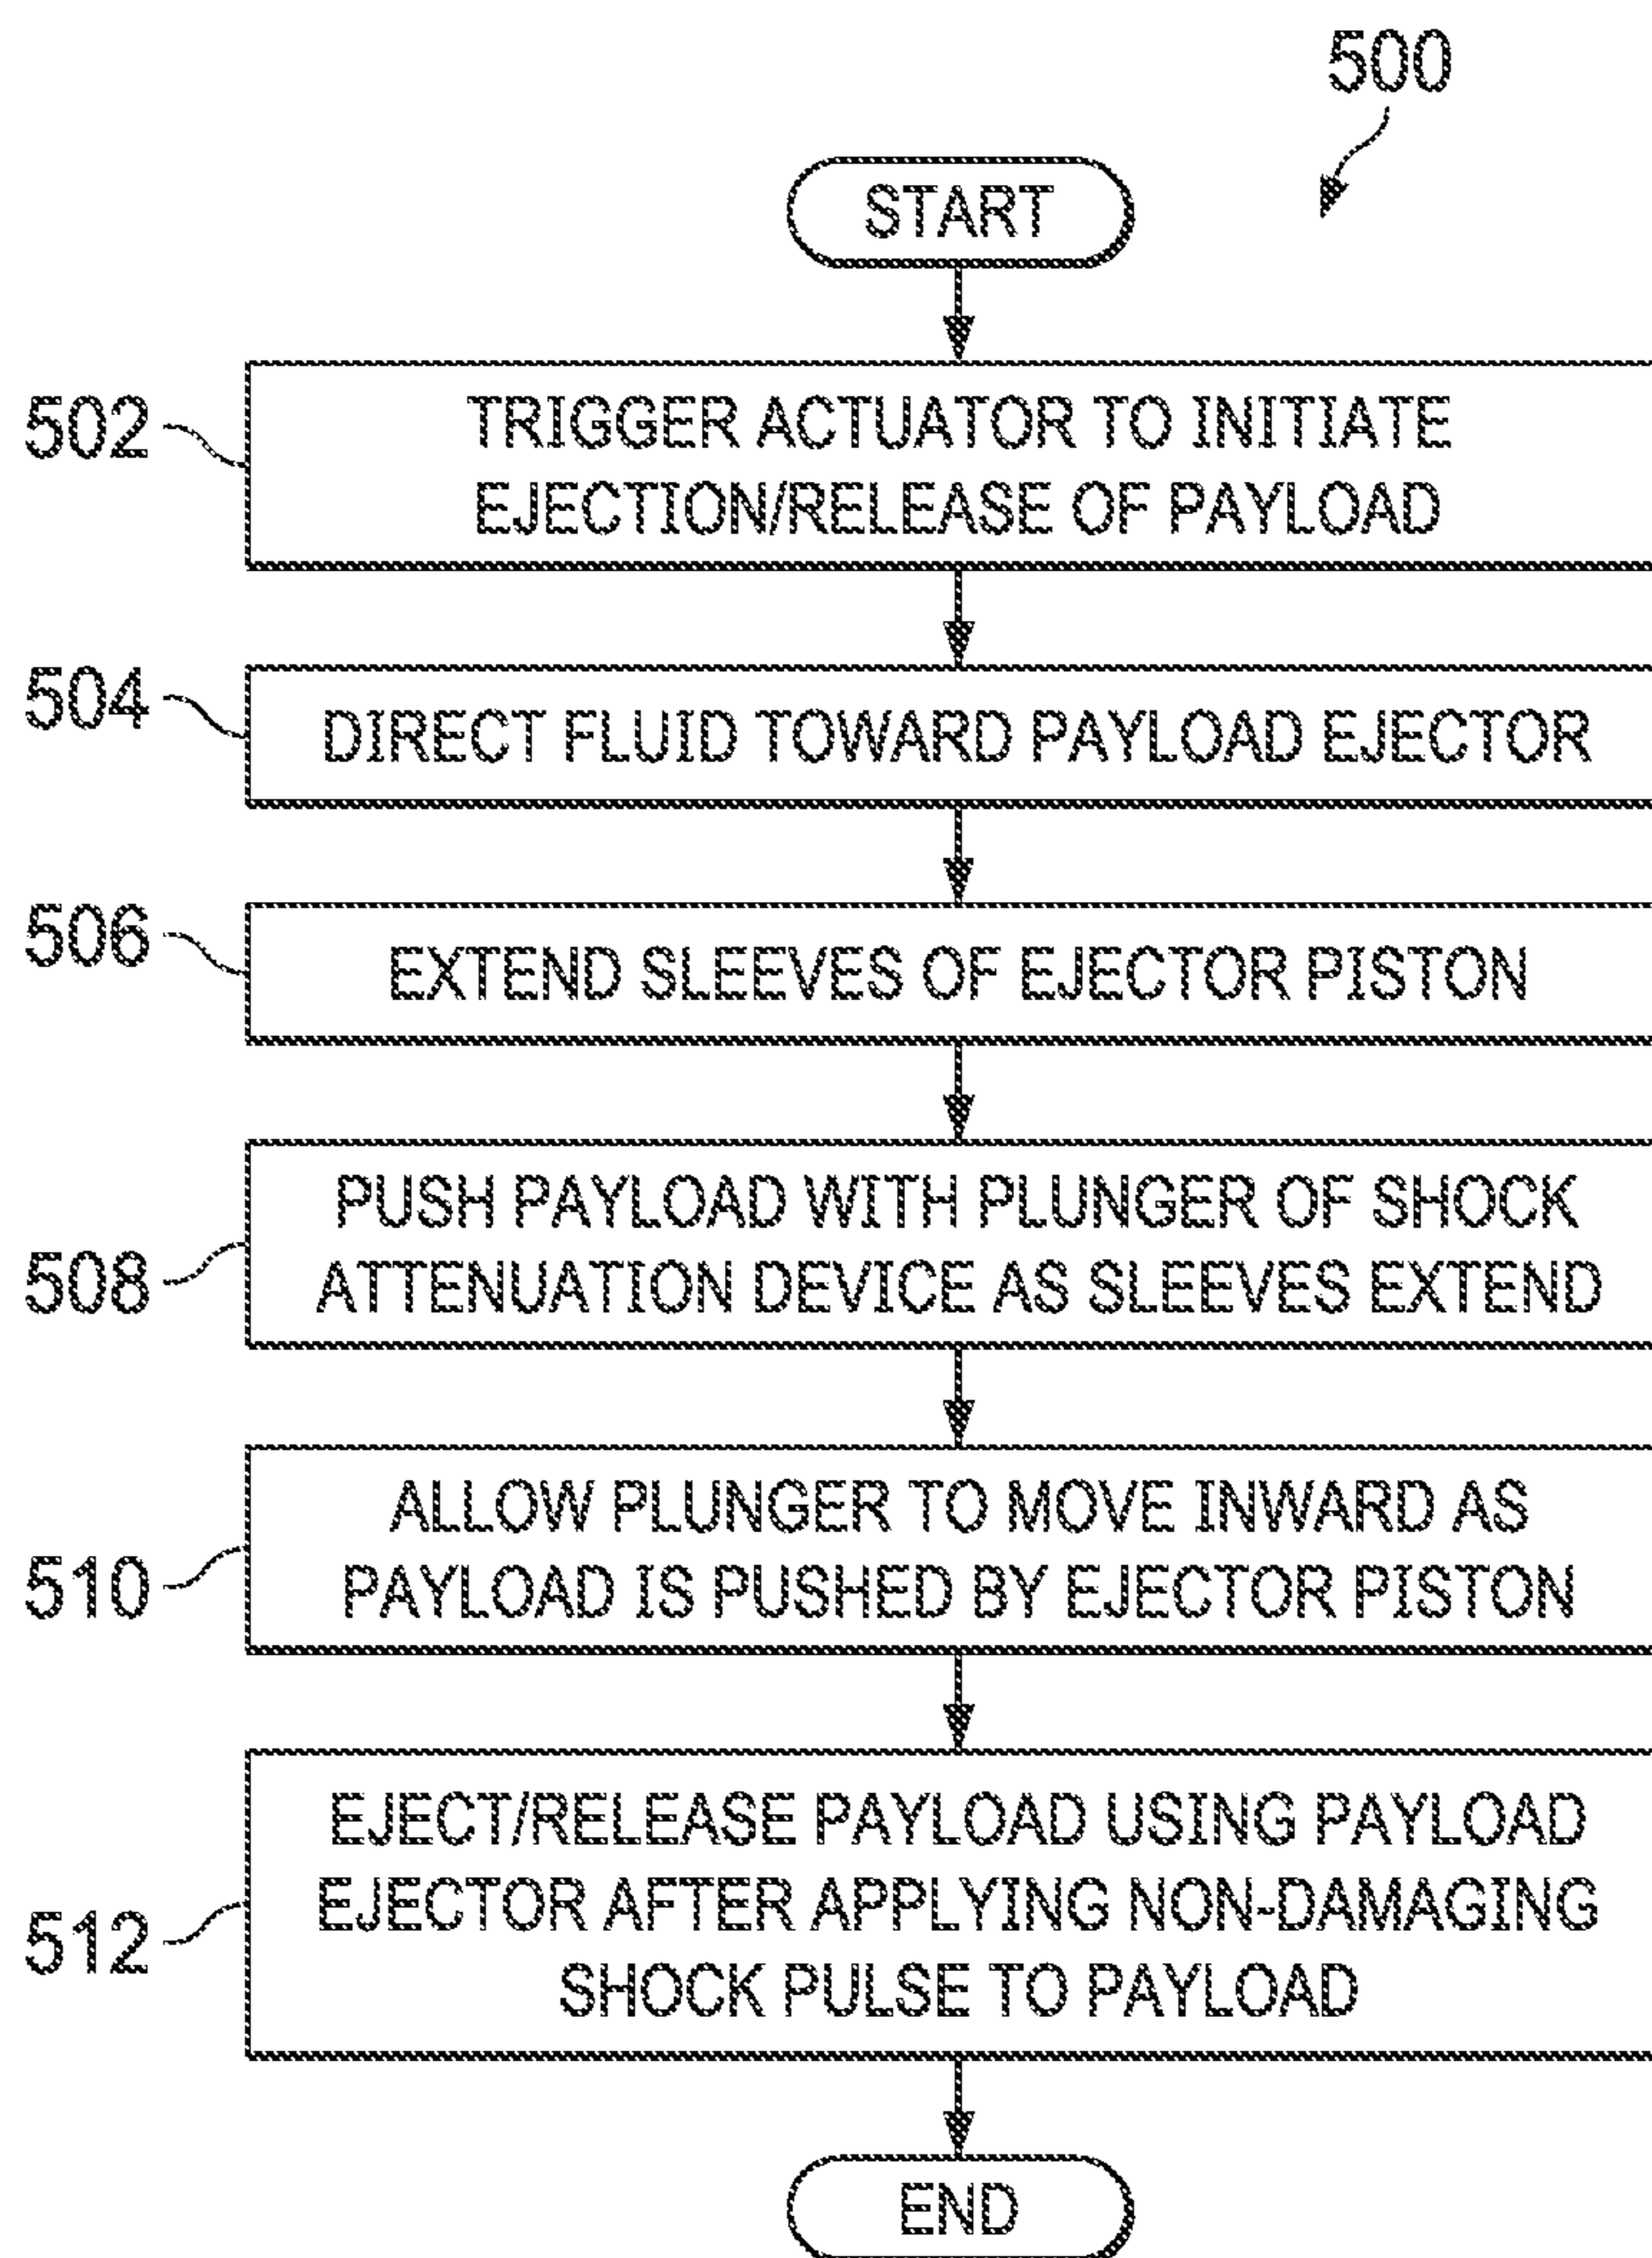 500
START
502
TRIGGER ACTUATOR TO INITIATE
EJECTION/RELEASE OF PAYLOAD
504
DIRECT FLUID TOWARD PAYLOAD EJECTOR
506
EXTEND SLEEVES OF EJECTOR PISTON
508
PUSH PAYLOAD WITH PLUNGER OF SHOCK
ATTENUATION DEVICE AS SLEEVES EXTEND
510
ALLOW PLUNGER TO MOVE INWARD AS
PAYLOAD IS PUSHED BY EJECTOR PISTON
512
EJECT/RELEASE PAYLOAD USING PAYLOAD
EJECTOR AFTER APPLYING NON-DAMAGING
SHOCK PULSE TO PAYLOAD
END